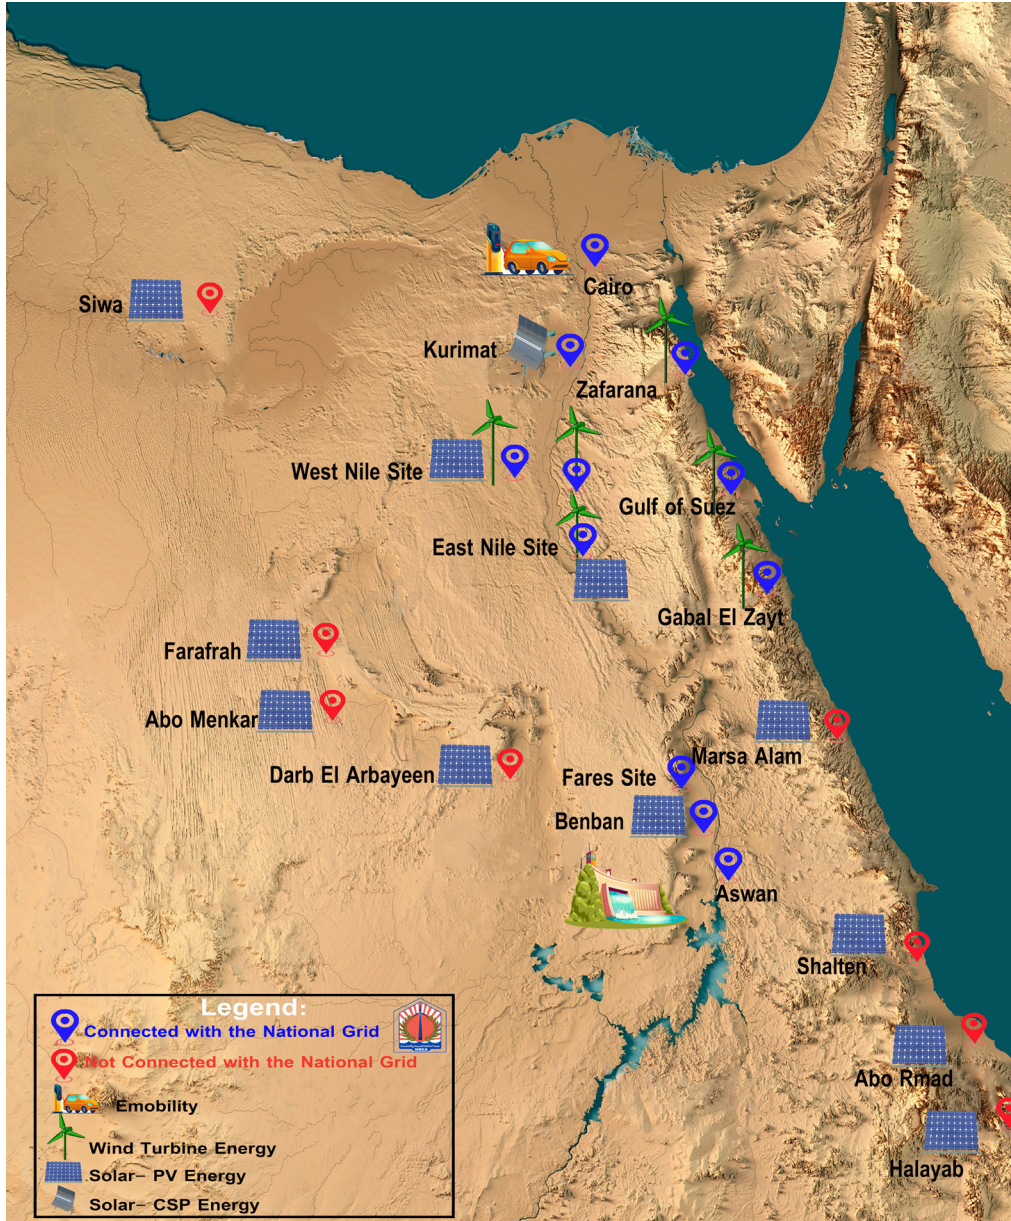 Cairo
Siwa
Kurimat
Zafarana
West Nile Site
Gulf of Suez
East Nile Site
Gabal El Zayt
Farafrah
Abo Menkar
Marsa Alam
Darb El Arbayeen
Fares Site
Benban
Aswan
Shalten
Abo Rmad
Halayab
Legend:
Connected with the National Grid
Not Connected with the National Grid
Emobility
Wind Turbine Energy
Solar– PV Energy
Solar– CSP Energy